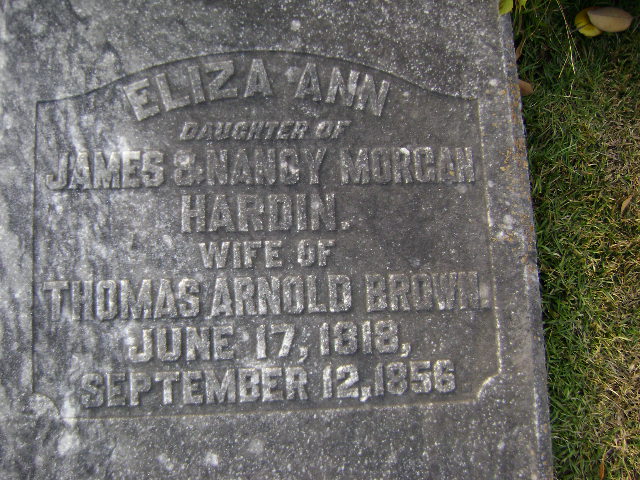 ELIZA ANN
DAUGHTER OF
JAMES & NANCY MORGAN
HARDIN.
WIFE OF
THOMAS ARNOLD BROWN.
JUNE 17, 1818,
SEPTEMBER 12, 1856